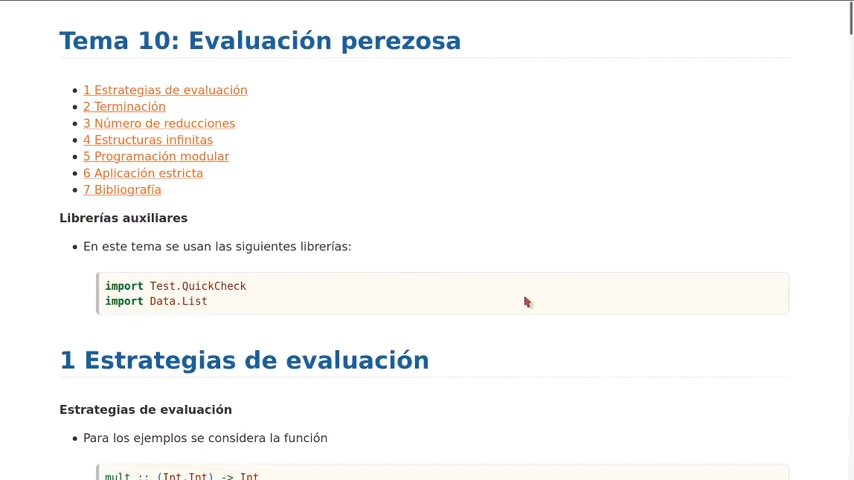 Tema 10: Evaluación perezosa
1 Estrategias de evaluación
2 Terminación
3 Número de reducciones
4 Estructuras infinitas
5 Programación modular
6 Aplicación estricta
7 Bibliografía
Librerías auxiliares
En este tema se usan las siguientes librerías:
import Test.QuickCheck
import Data.List
1 Estrategias de evaluación
Estrategias de evaluación
Para los ejemplos se considera la función
mult :: (Int,Int) -> Int